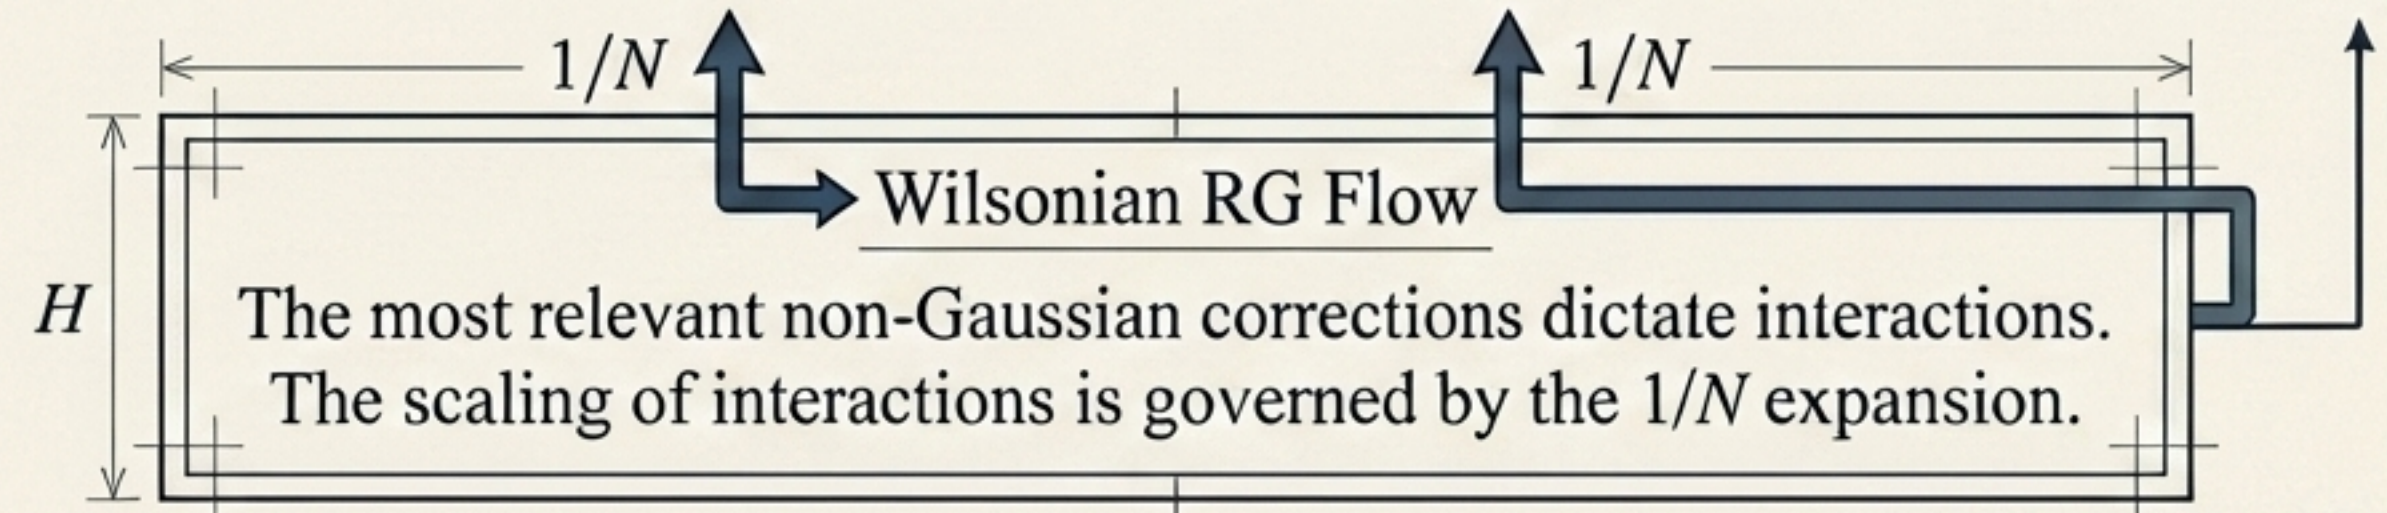 1/N 1/N
Wilsonian RG Flow
H
The most relevant non-Gaussian corrections dictate interactions.
The scaling of interactions is governed by the 1/N expansion.